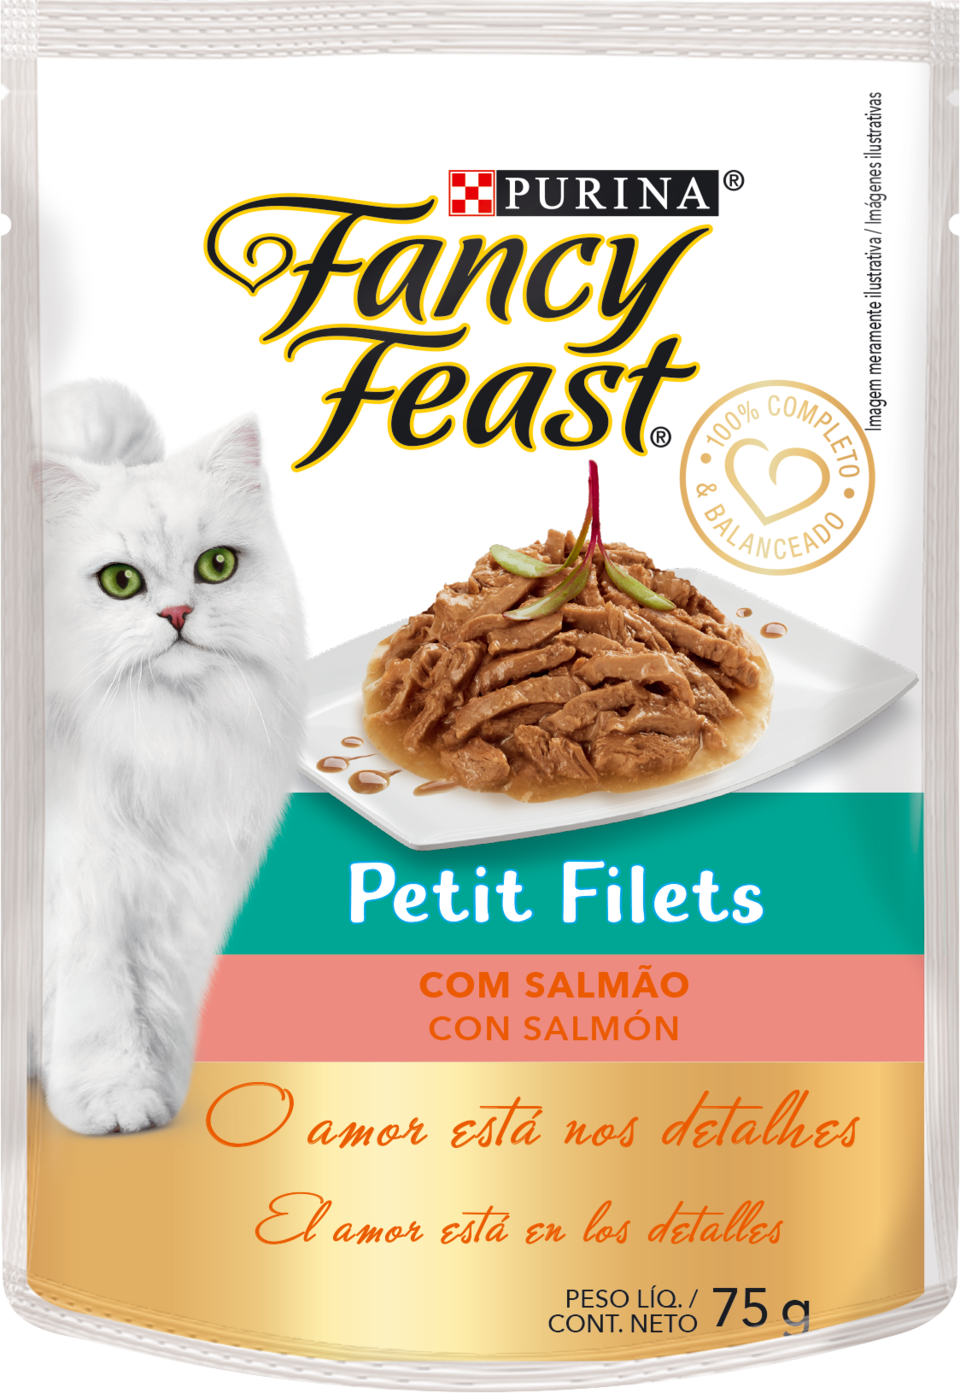 PURINA®
Fancy
Feast®
Imagem meramente ilustrativa / Imágenes ilustrativas
100% COMPLETO
& BALANCEADO
Petit Filets
COM SALMÃO
CON SALMÓN
O amor está nos detalhes
El amor está en los detalles
PESO LÍQ. /
CONT. NETO 75 g